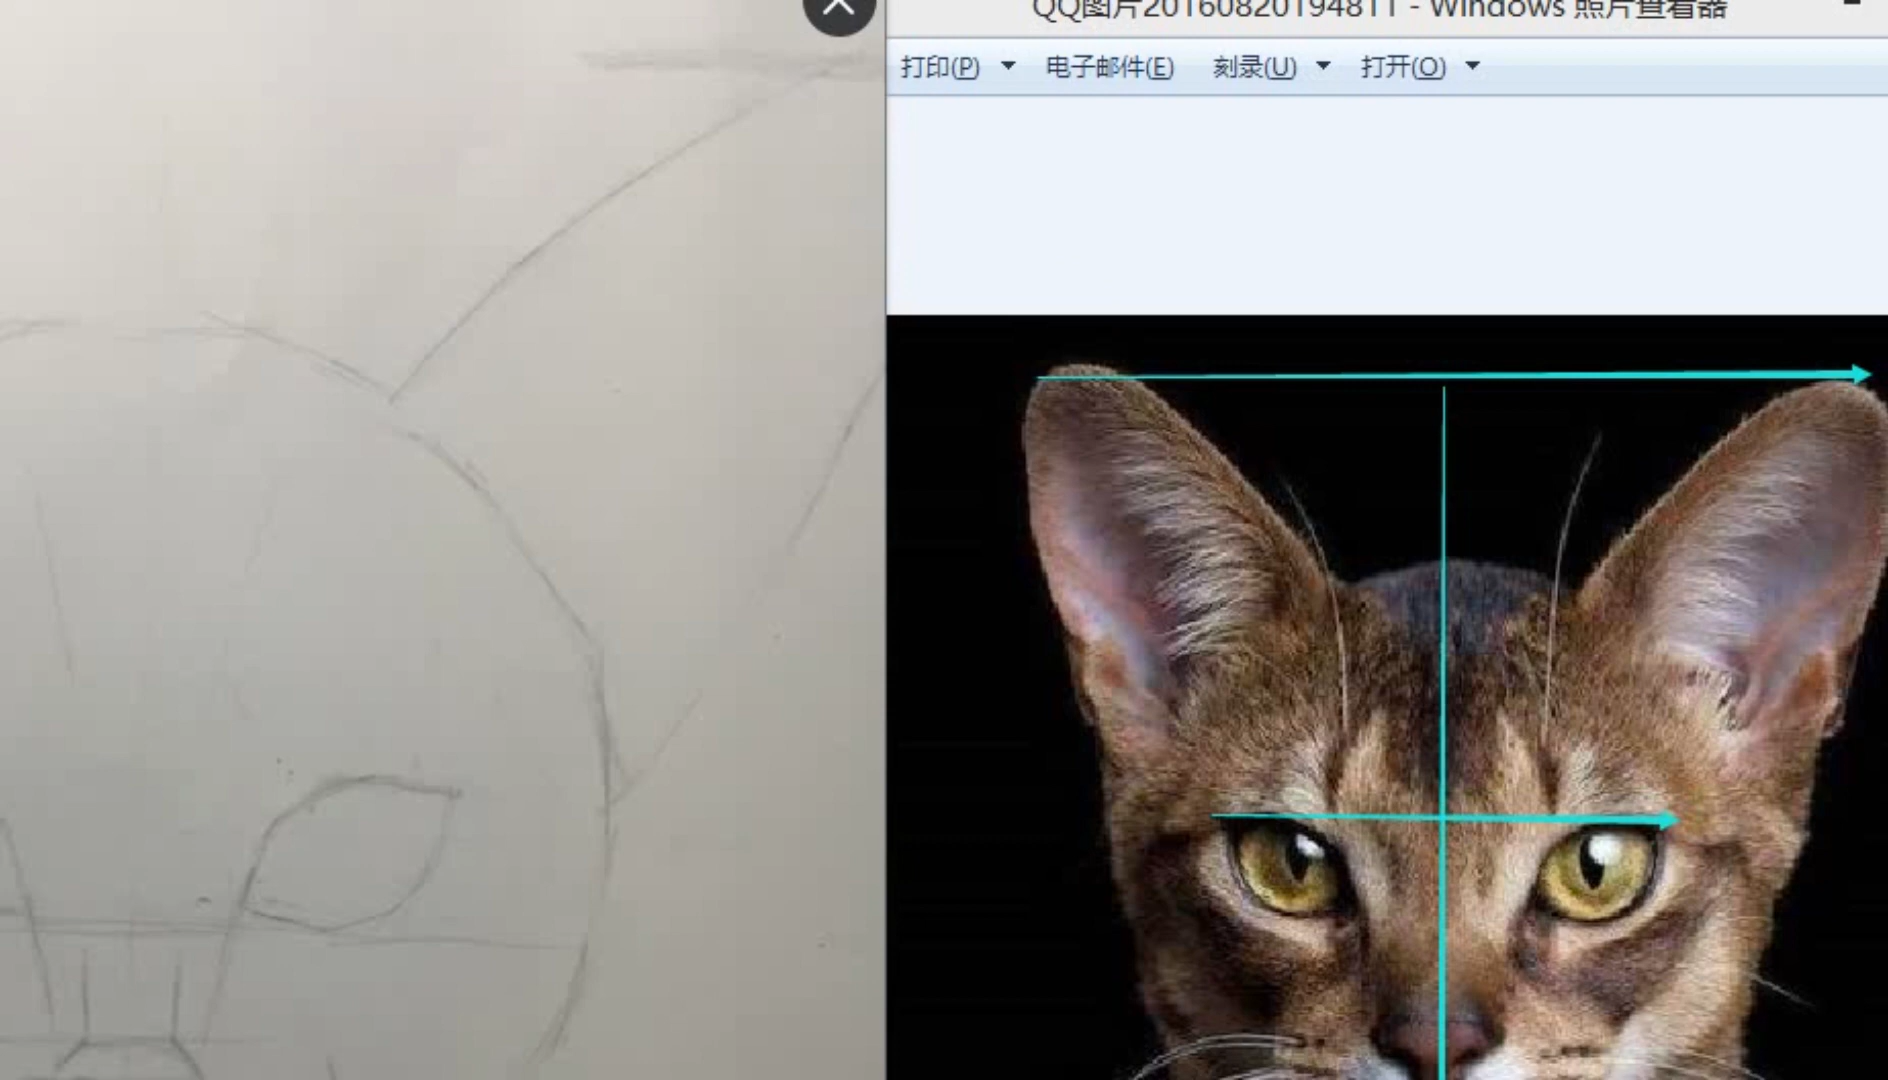 QQ图片20160820194811 - Windows 照片查看器
打印(P) 电子邮件(E) 刻录(U) 打开(O)